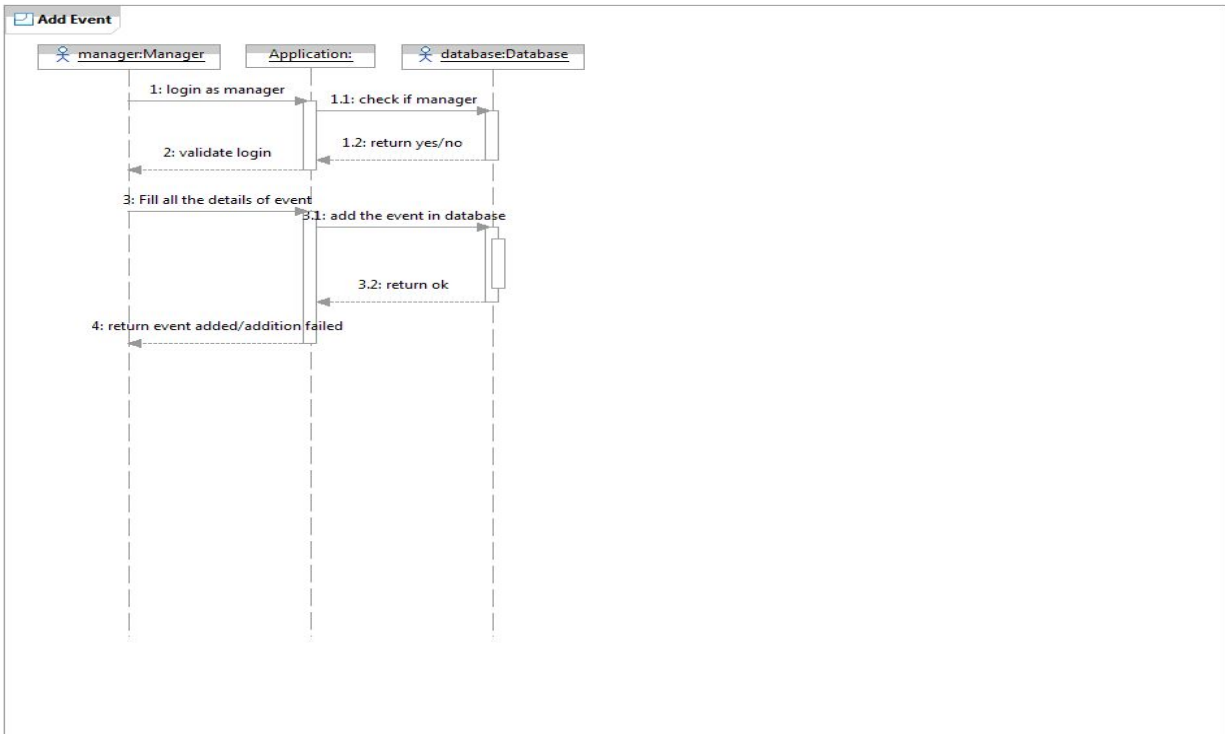 Add Event
manager:Manager
Application:
database:Database
1: login as manager
1.1: check if manager
1.2: return yes/no
2: validate login
3: Fill all the details of event
3.1: add the event in database
3.2: return ok
4: return event added/addition failed